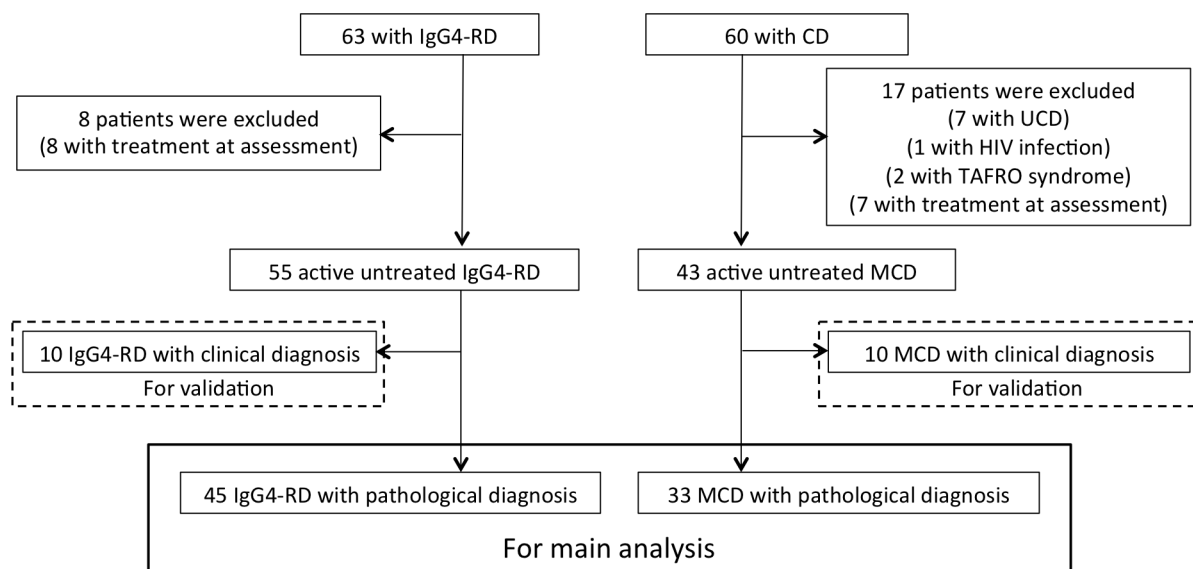 63 with IgG4-RD
60 with CD
8 patients were excluded
(8 with treatment at assessment)
17 patients were excluded
(7 with UCD)
(1 with HIV infection)
(2 with TAFRO syndrome)
(7 with treatment at assessment)
55 active untreated IgG4-RD
43 active untreated MCD
10 IgG4-RD with clinical diagnosis
For validation
10 MCD with clinical diagnosis
For validation
45 IgG4-RD with pathological diagnosis
33 MCD with pathological diagnosis
For main analysis